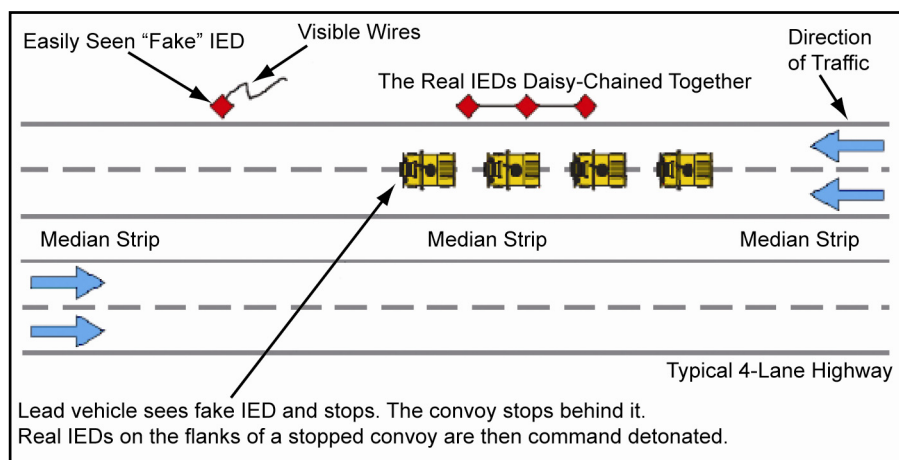 Easily Seen “Fake” IED
Visible Wires
Direction
of Traffic
The Real IEDs Daisy-Chained Together
Median Strip
Median Strip
Median Strip
Typical 4-Lane Highway
Lead vehicle sees fake IED and stops. The convoy stops behind it.
Real IEDs on the flanks of a stopped convoy are then command detonated.